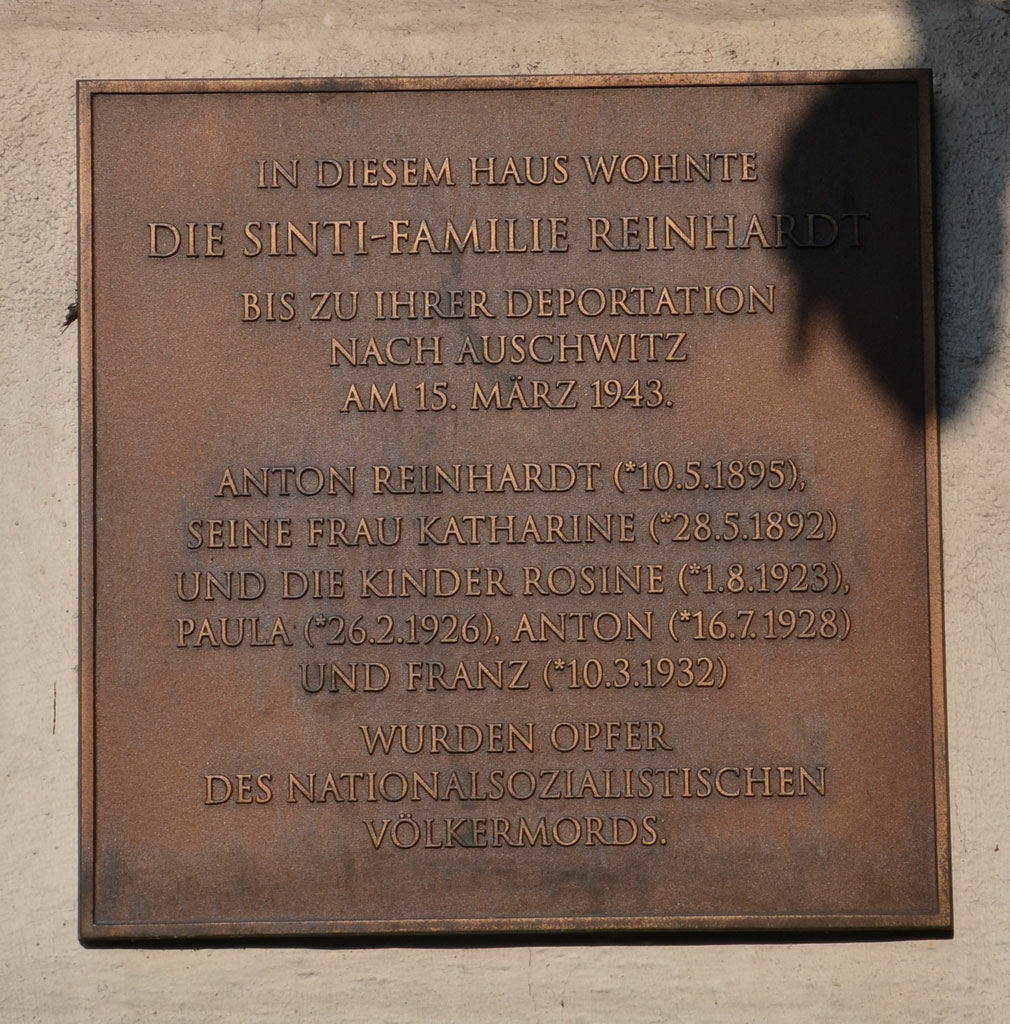 IN DIESEM HAUS WOHNTE
DIE SINTI-FAMILIE REINHARDT
BIS ZU IHRER DEPORTATION
NACH AUSCHWITZ
AM 15. MÄRZ 1943.
ANTON REINHARDT (*10.5.1895),
SEINE FRAU KATHARINE (*28.5.1892)
UND DIE KINDER ROSINE (*1.8.1923),
PAULA (*26.2.1926), ANTON (*16.7.1928)
UND FRANZ (*10.3.1932)
WURDEN OPFER
DES NATIONALSOZIALISTISCHEN
VÖLKERMORDS.